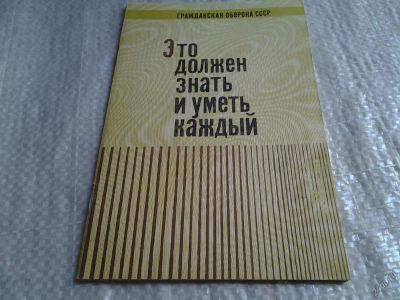 ГРАЖДАНСКАЯ ОБОРОНА СССР
Это
должен
знать
и уметь
каждый